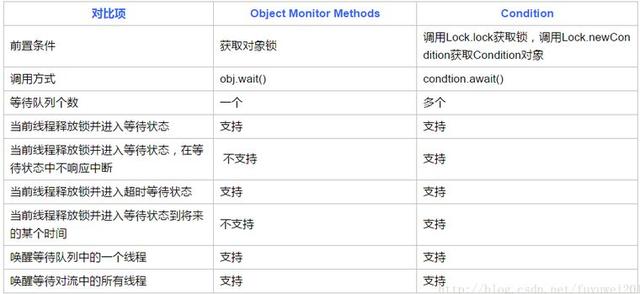 对比项 Object Monitor Methods Condition
前置条件 获取对象锁 调用Lock.lock获取锁，调用Lock.newCon
dition获取Condition对象
调用方式 obj.wait() condtion.await()
等待队列个数 一个 多个
当前线程释放锁并进入等待状态 支持 支持
当前线程释放锁并进入等待状态，在等 不支持 支持
待状态中不响应中断
当前线程释放锁并进入超时等待状态 支持 支持
当前线程释放锁并进入等待状态到将来 不支持 支持
的某个时间
唤醒等待队列中的一个线程 支持 支持
唤醒等待对流中的所有线程 支持 支持
http://blog.csdn.net/fuyuwei201